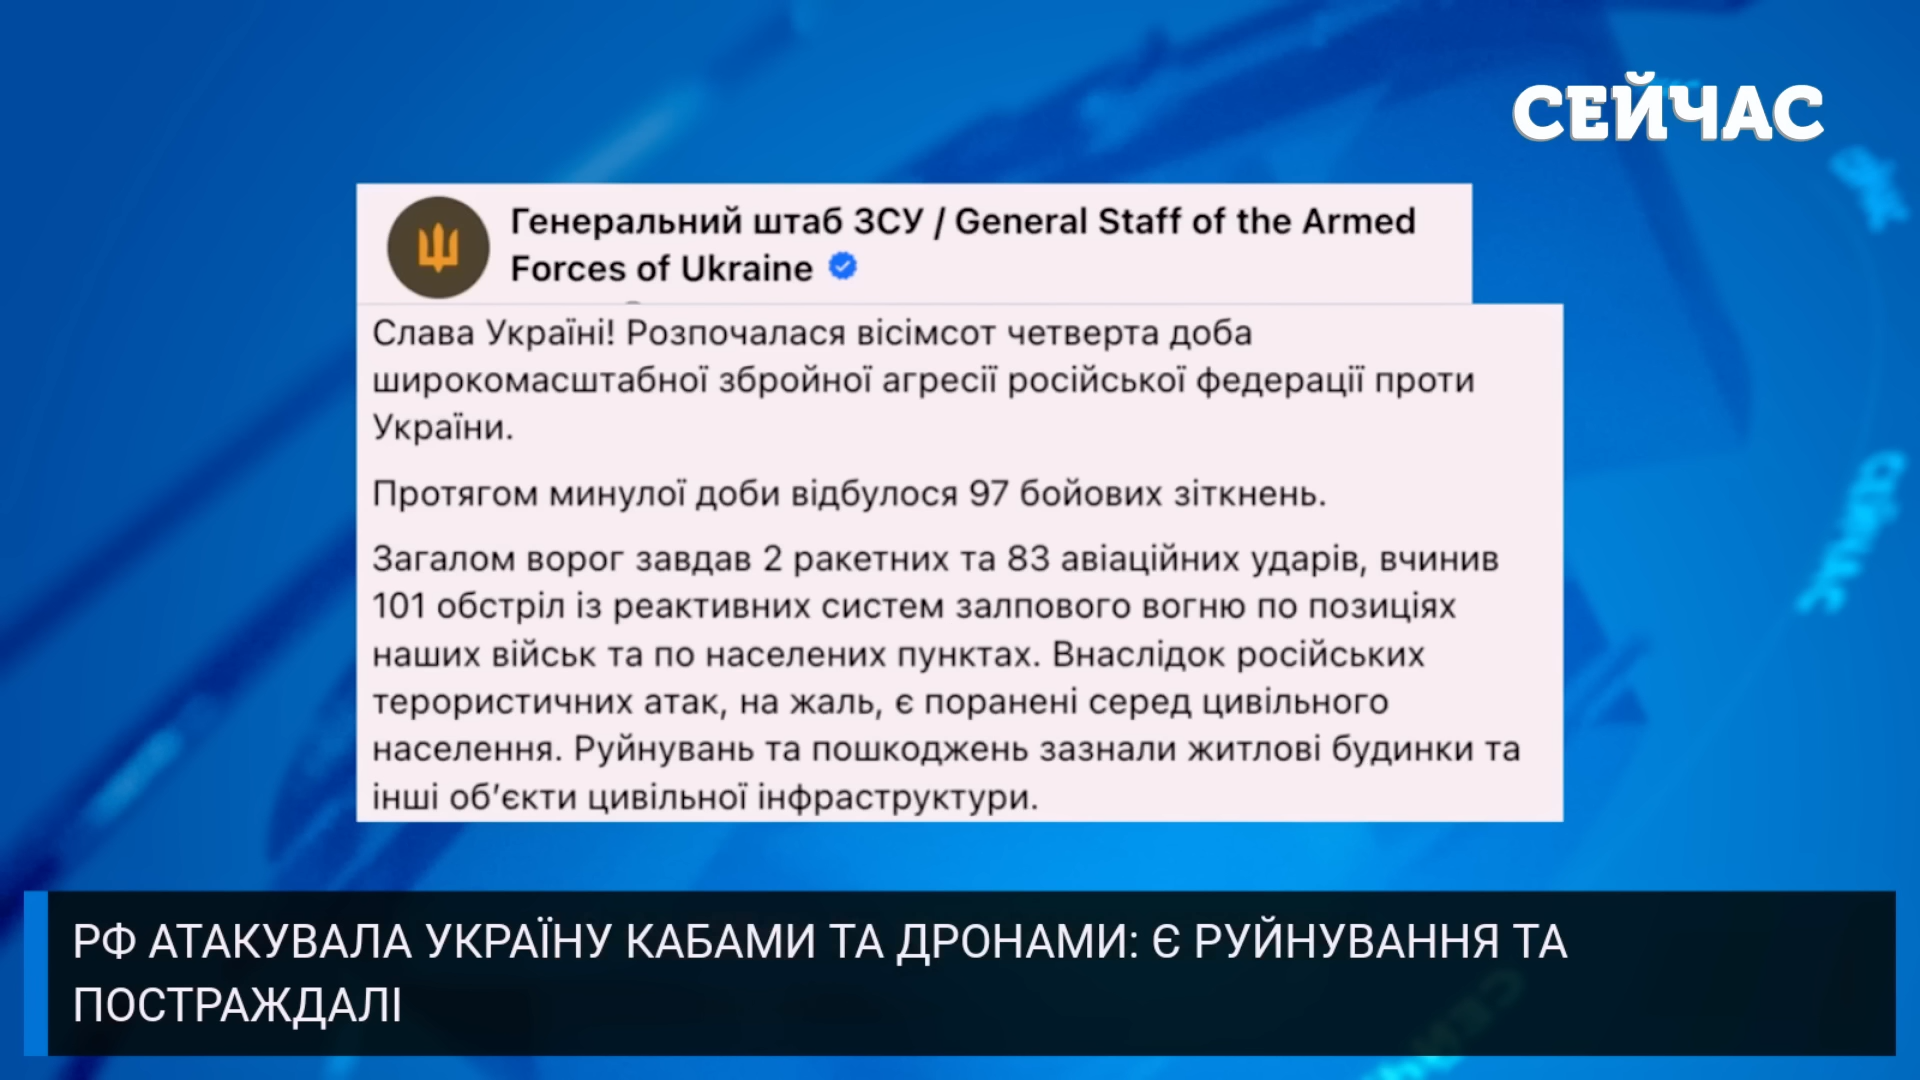 СЕЙЧАС
Генеральний штаб ЗСУ / General Staff of the Armed
Forces of Ukraine
Слава Україні! Розпочалася вісімсот четверта доба
широкомасштабної збройної агресії російської федерації проти
України.
Протягом минулої доби відбулося 97 бойових зіткнень.
Загалом ворог завдав 2 ракетних та 83 авіаційних ударів, вчинив
101 обстріл із реактивних систем залпового вогню по позиціях
наших військ та по населених пунктах. Внаслідок російських
терористичних атак, на жаль, є поранені серед цивільного
населення. Руйнувань та пошкоджень зазнали житлові будинки та
інші об’єкти цивільної інфраструктури.
РФ АТАКУВАЛА УКРАЇНУ КАБАМИ ТА ДРОНАМИ: Є РУЙНУВАННЯ ТА
ПОСТРАЖДАЛІ